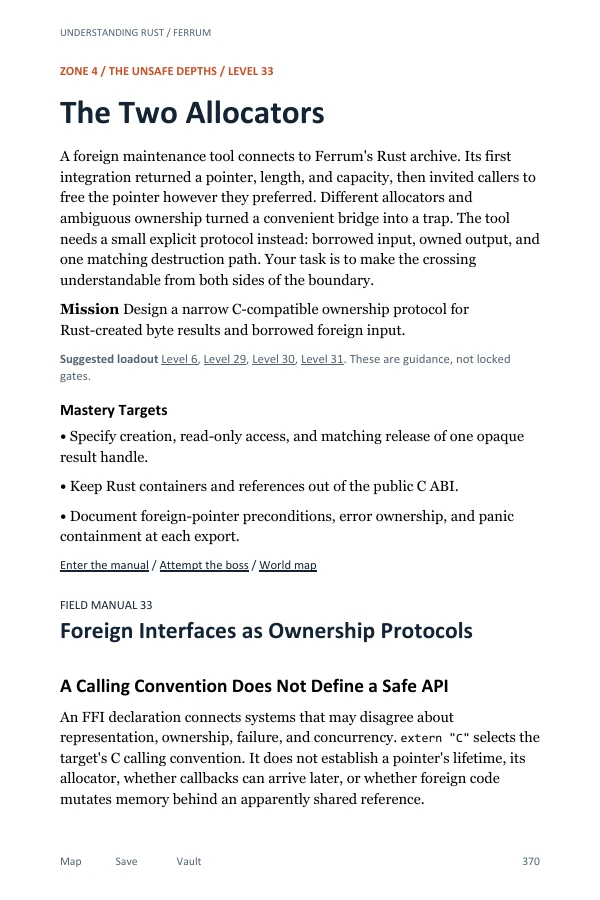 UNDERSTANDING RUST / FERRUM
ZONE 4 / THE UNSAFE DEPTHS / LEVEL 33
The Two Allocators
A foreign maintenance tool connects to Ferrum's Rust archive. Its first
integration returned a pointer, length, and capacity, then invited callers to
free the pointer however they preferred. Different allocators and
ambiguous ownership turned a convenient bridge into a trap. The tool
needs a small explicit protocol instead: borrowed input, owned output, and
one matching destruction path. Your task is to make the crossing
understandable from both sides of the boundary.
Mission Design a narrow C-compatible ownership protocol for
Rust-created byte results and borrowed foreign input.
Suggested loadout Level 6, Level 29, Level 30, Level 31. These are guidance, not locked
gates.
Mastery Targets
• Specify creation, read-only access, and matching release of one opaque
result handle.
• Keep Rust containers and references out of the public C ABI.
• Document foreign-pointer preconditions, error ownership, and panic
containment at each export.
Enter the manual / Attempt the boss / World map
FIELD MANUAL 33
Foreign Interfaces as Ownership Protocols
A Calling Convention Does Not Define a Safe API
An FFI declaration connects systems that may disagree about
representation, ownership, failure, and concurrency. extern "C" selects the
target's C calling convention. It does not establish a pointer's lifetime, its
allocator, whether callbacks can arrive later, or whether foreign code
mutates memory behind an apparently shared reference.
Map Save Vault 370